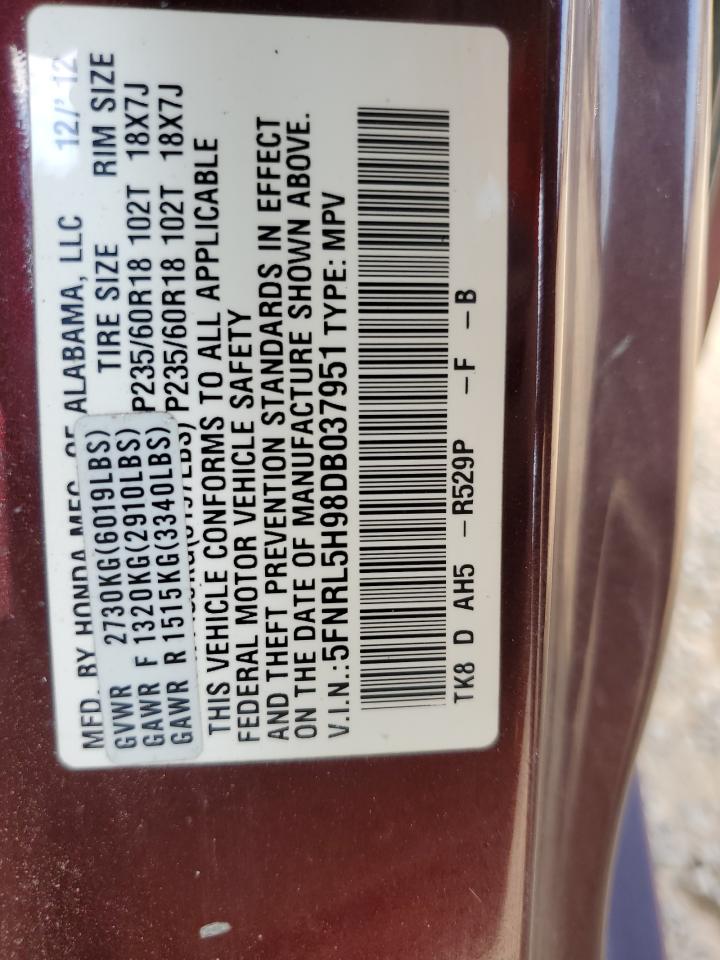 MFD. BY HONDA MFG. OF ALABAMA, LLC 12/'12
GVWR 2730KG(6019LBS) TIRE SIZE RIM SIZE
GAWR F 1320KG(2910LBS) P235/60R18 102T 18X7J
GAWR R 1515KG(3340LBS) P235/60R18 102T 18X7J
THIS VEHICLE CONFORMS TO ALL APPLICABLE
FEDERAL MOTOR VEHICLE SAFETY
AND THEFT PREVENTION STANDARDS IN EFFECT
ON THE DATE OF MANUFACTURE SHOWN ABOVE.
V.I.N.:5FNRL5H98DB037951 TYPE: MPV
TK8 D AH5 -R529P -F -B